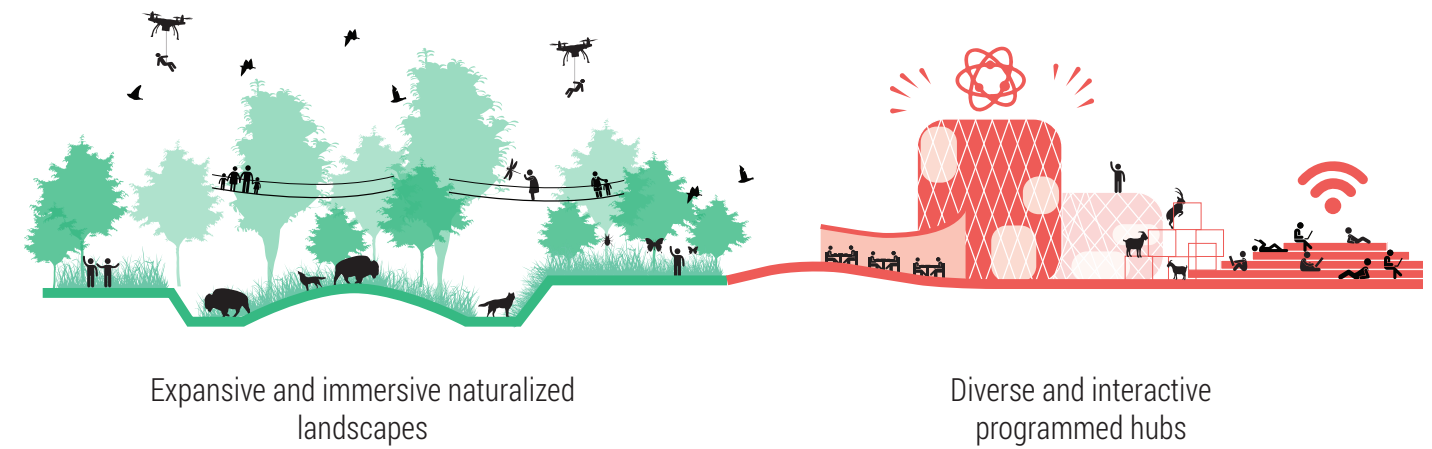 Expansive and immersive naturalized
landscapes
Diverse and interactive
programmed hubs